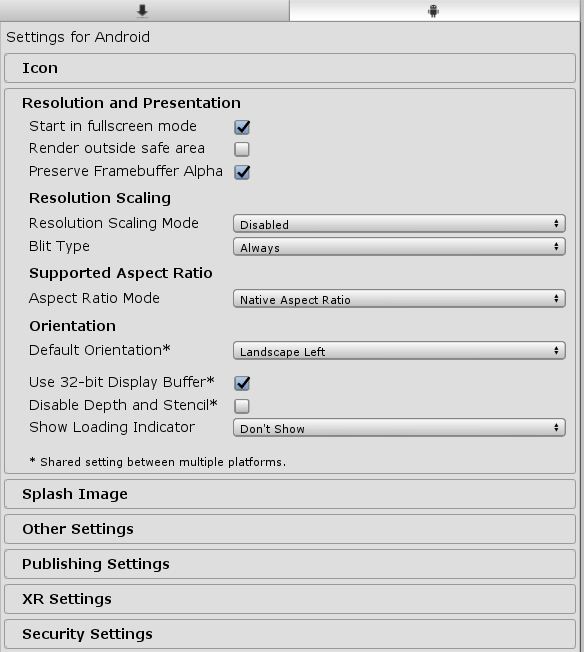 Settings for Android
Icon
Resolution and Presentation
Start in fullscreen mode
Render outside safe area
Preserve Framebuffer Alpha
Resolution Scaling
Resolution Scaling Mode Disabled
Blit Type Always
Supported Aspect Ratio
Aspect Ratio Mode Native Aspect Ratio
Orientation
Default Orientation* Landscape Left
Use 32-bit Display Buffer*
Disable Depth and Stencil*
Show Loading Indicator Don't Show
* Shared setting between multiple platforms.
Splash Image
Other Settings
Publishing Settings
XR Settings
Security Settings